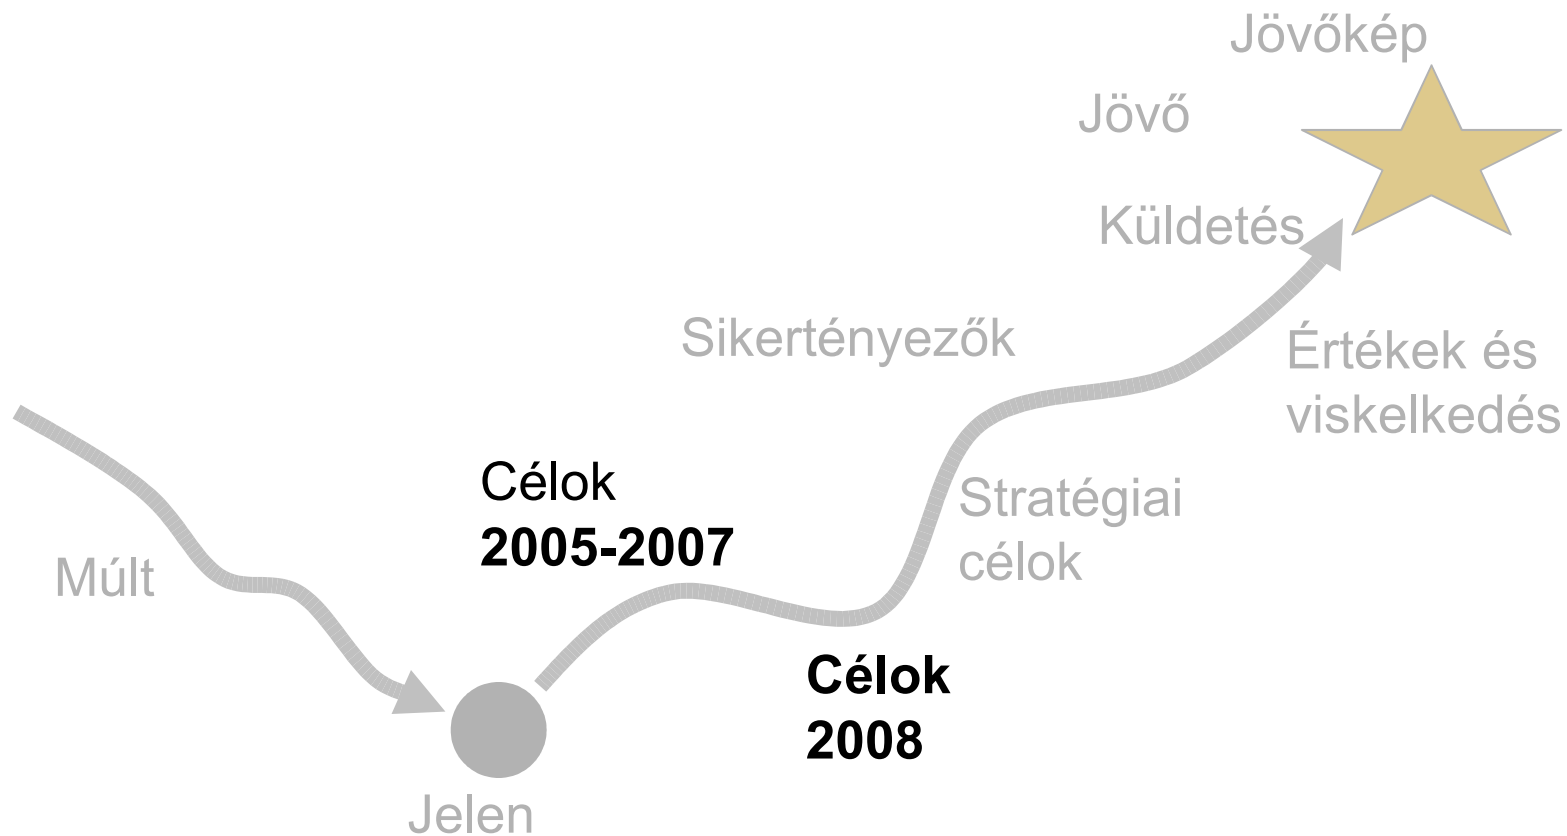 Jövőkép
Jövő
Küldetés
Sikertényezők
Értékek és
viskelkedés
Célok
2005-2007
Stratégiai
célok
Múlt
Célok
2008
Jelen